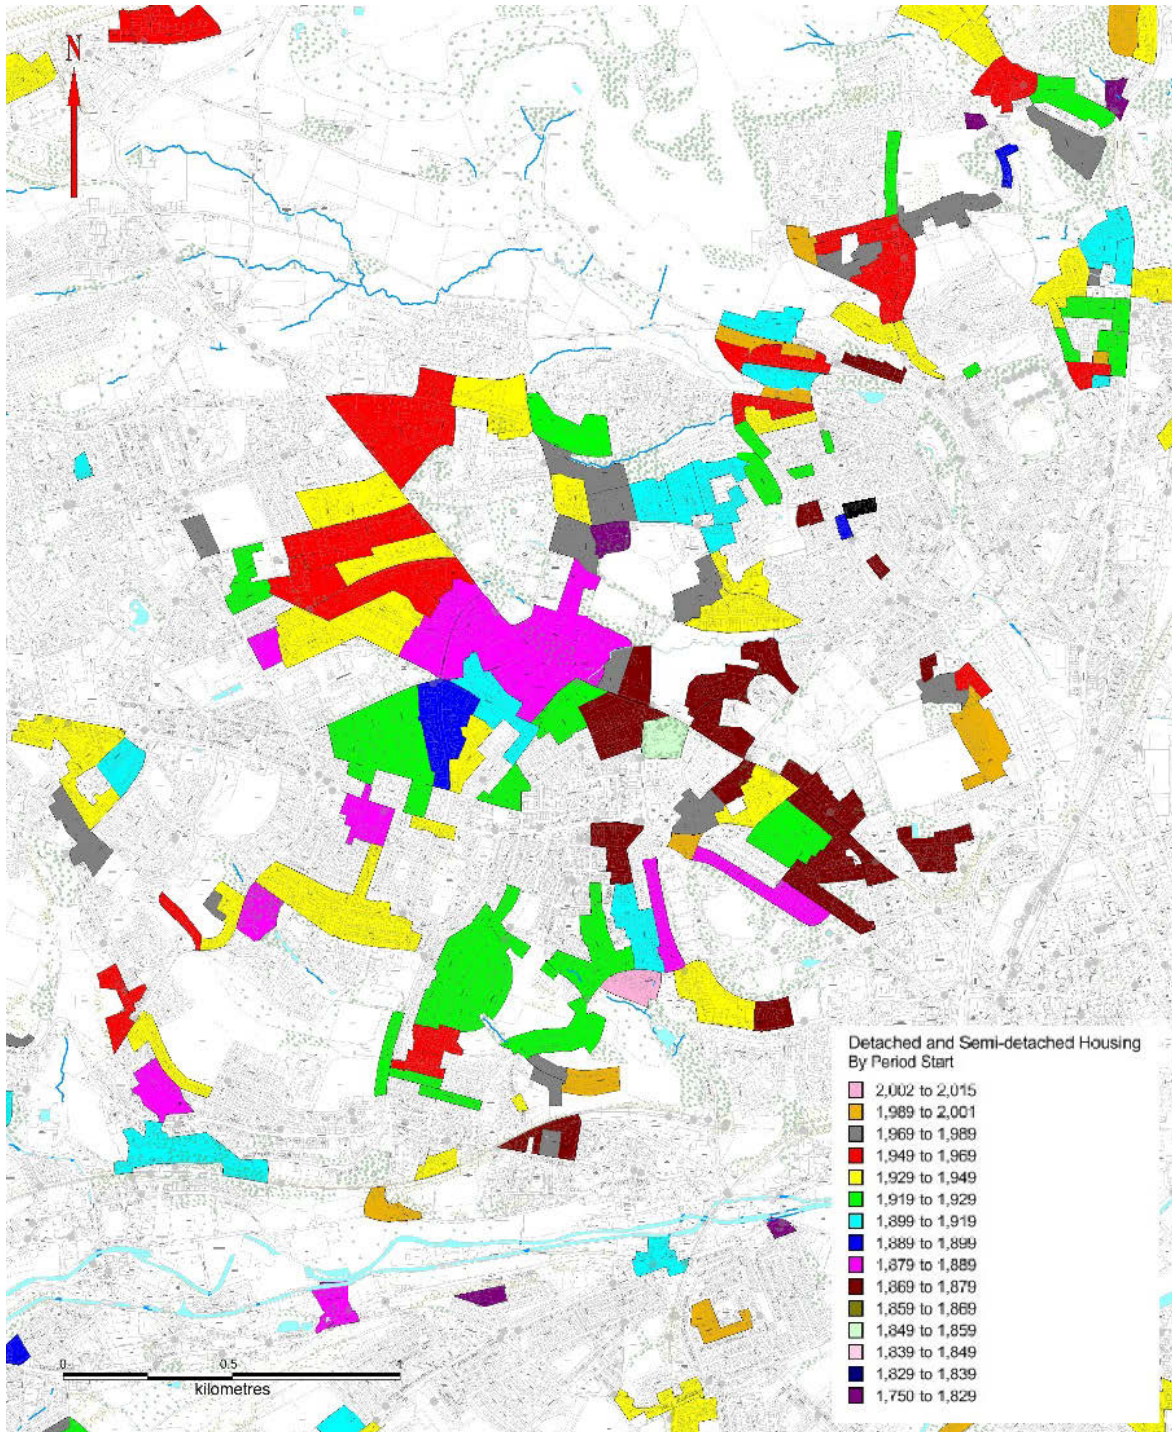 N
Detached and Semi-detached Housing
By Period Start
2,002 to 2,015
1,989 to 2,001
1,969 to 1,989
1,949 to 1,969
1,929 to 1,949
1,919 to 1,929
1,899 to 1,919
1,889 to 1,899
1,879 to 1,889
1,869 to 1,879
1,859 to 1,869
1,849 to 1,859
1,839 to 1,849
1,829 to 1,839
1,750 to 1,829
0 0.5 1
kilometres